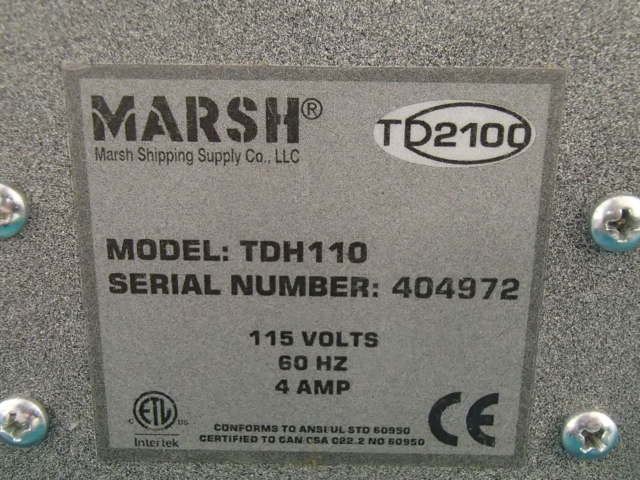 MARSH®
Marsh Shipping Supply Co., LLC
TD2100
MODEL: TDH110
SERIAL NUMBER: 404972
115 VOLTS
60 HZ
4 AMP
C ETL US
Intertek
CONFORMS TO ANSI/UL STD 60950
CERTIFIED TO CAN CSA C22.2 NO 60950
CE